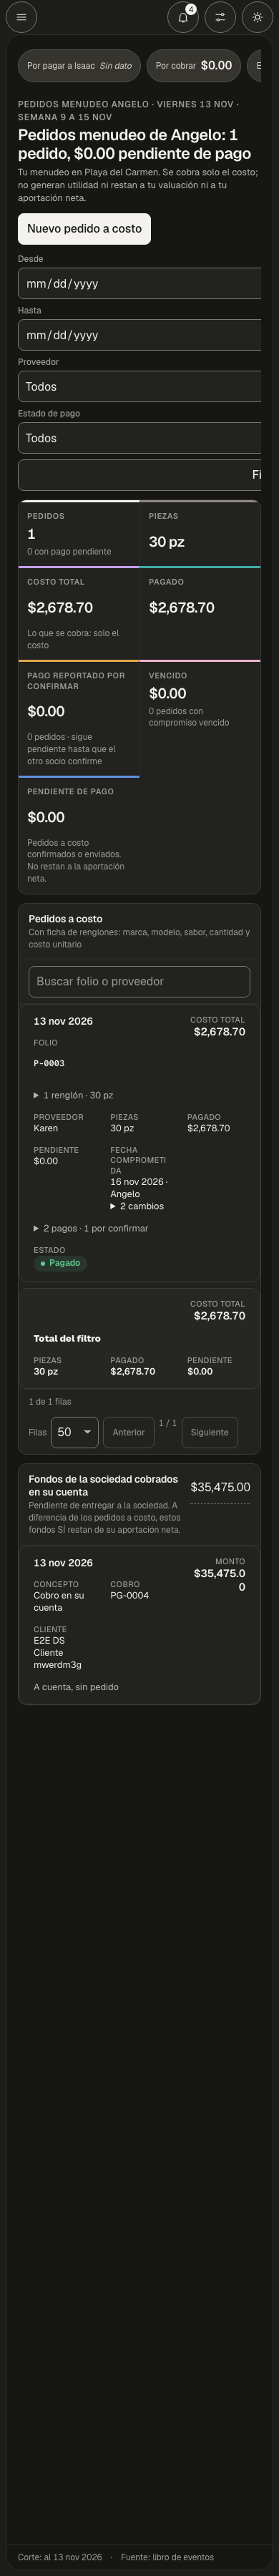 4
Por pagar a Isaac Sin dato
Por cobrar $0.00
PEDIDOS MENUDEO ANGELO · VIERNES 13 NOV ·
SEMANA 9 A 15 NOV
Pedidos menudeo de Angelo: 1
pedido, $0.00 pendiente de pago
Tu menudeo en Playa del Carmen. Se cobra solo el costo;
no generan utilidad ni restan a tu valuación ni a tu
aportación neta.
Nuevo pedido a costo
Desde
mm/dd/yyyy
Hasta
mm/dd/yyyy
Proveedor
Todos
Estado de pago
Todos
Fi
PEDIDOS
1
0 con pago pendiente
PIEZAS
30 pz
COSTO TOTAL
$2,678.70
Lo que se cobra: solo el
costo
PAGADO
$2,678.70
PAGO REPORTADO POR
CONFIRMAR
$0.00
0 pedidos · sigue
pendiente hasta que el
otro socio confirme
VENCIDO
$0.00
0 pedidos con
compromiso vencido
PENDIENTE DE PAGO
$0.00
Pedidos a costo
confirmados o enviados.
No restan a la aportación
neta.
Pedidos a costo
Con ficha de renglones: marca, modelo, sabor, cantidad y
costo unitario
Buscar folio o proveedor
13 nov 2026
COSTO TOTAL
$2,678.70
FOLIO
P-0003
▶ 1 renglón · 30 pz
PROVEEDOR
Karen
PIEZAS
30 pz
PAGADO
$2,678.70
PENDIENTE
$0.00
FECHA
COMPROMETI
DA
16 nov 2026 ·
Angelo
▶ 2 cambios
▶ 2 pagos · 1 por confirmar
ESTADO
Pagado
COSTO TOTAL
$2,678.70
Total del filtro
PIEZAS
30 pz
PAGADO
$2,678.70
PENDIENTE
$0.00
1 de 1 filas
Filas 50 Anterior 1 / 1 Siguiente
Fondos de la sociedad cobrados
en su cuenta
$35,475.00
Pendiente de entregar a la sociedad. A
diferencia de los pedidos a costo, estos
fondos SÍ restan de su aportación neta.
13 nov 2026
MONTO
$35,475.0
0
CONCEPTO
Cobro en su
cuenta
COBRO
PG-0004
CLIENTE
E2E DS
Cliente
mwerdm3g
A cuenta, sin pedido
Corte: al 13 nov 2026 · Fuente: libro de eventos